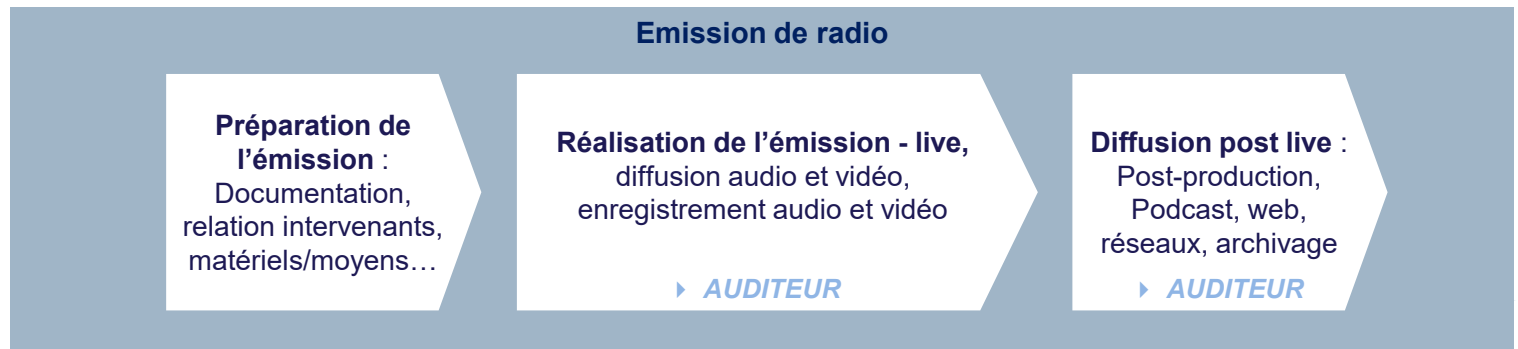 Emission de radio
Préparation de
l’émission :
Documentation,
relation intervenants,
matériels/moyens…
Réalisation de l’émission - live,
diffusion audio et vidéo,
enregistrement audio et vidéo
AUDITEUR
Diffusion post live :
Post-production,
Podcast, web,
réseaux, archivage
AUDITEUR